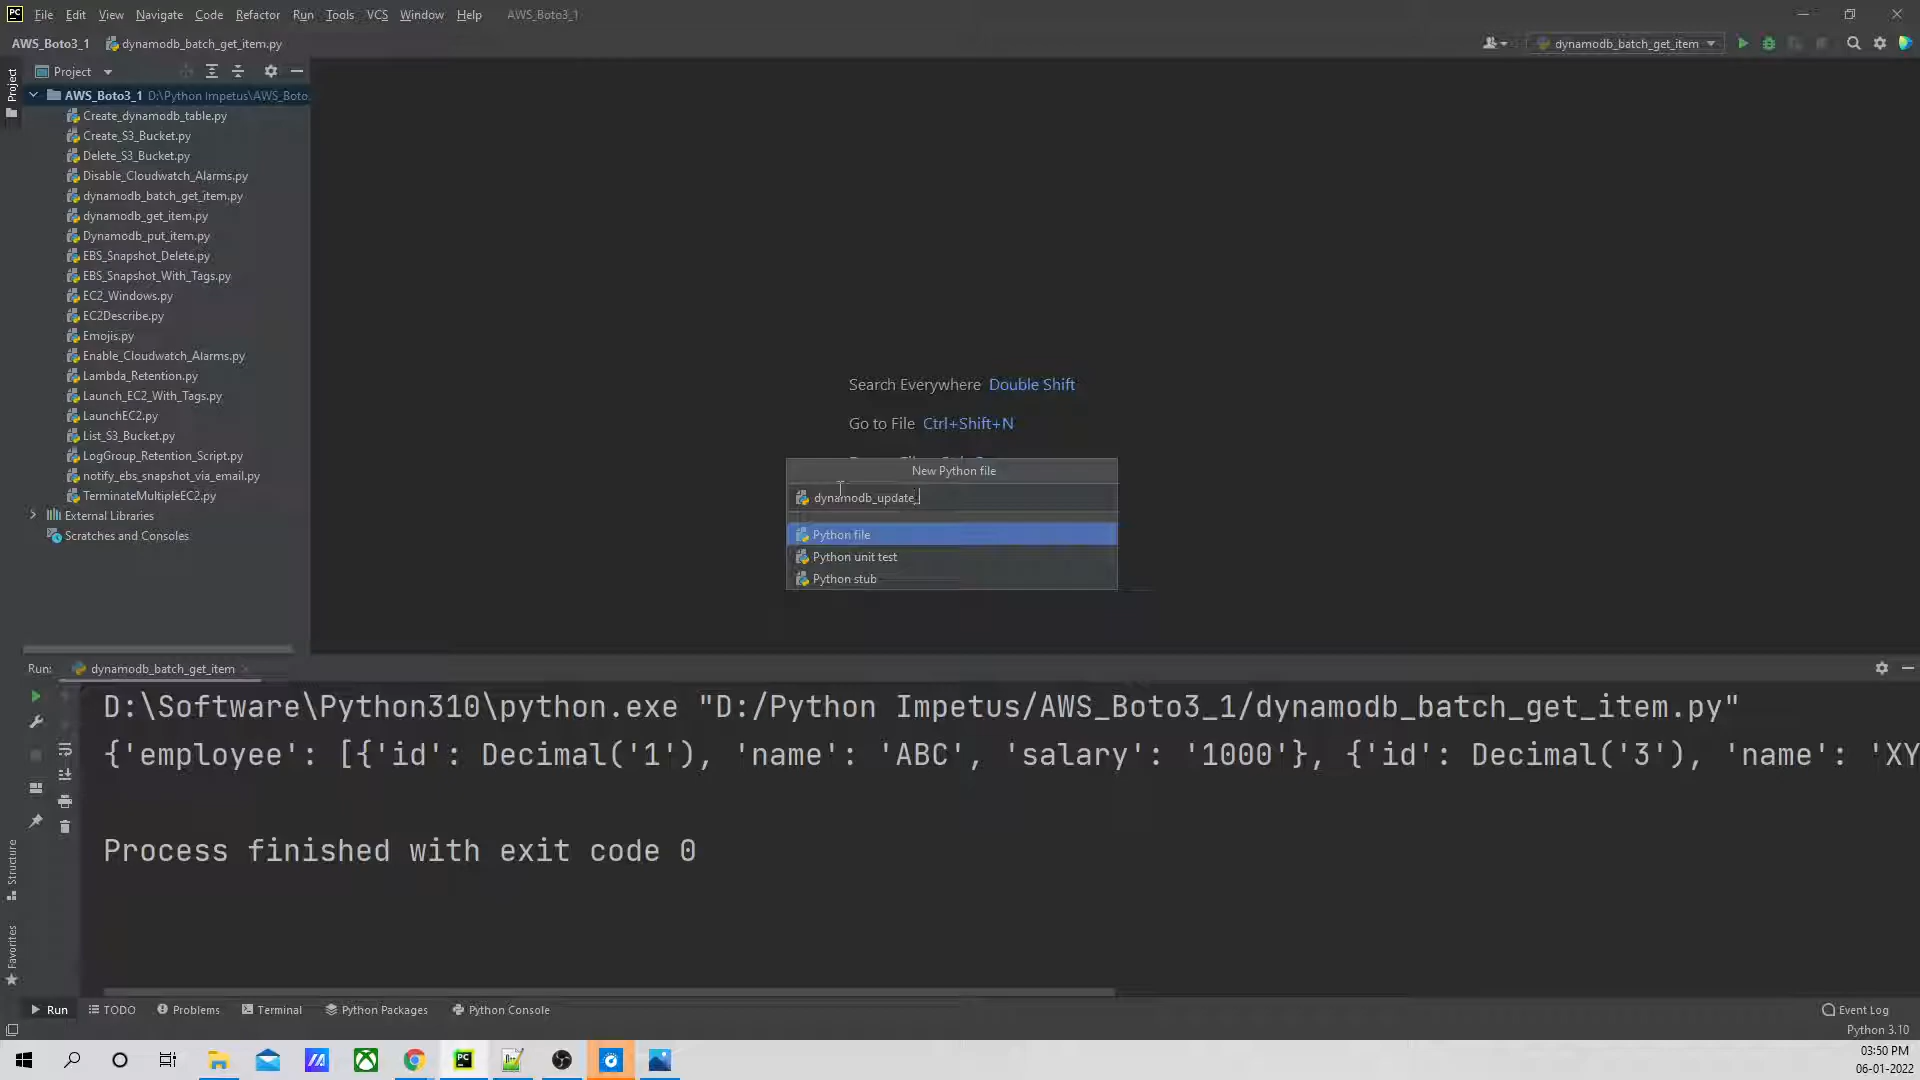 PC File Edit View Navigate Code Refactor Run Tools VCS Window Help AWS_Boto3_1
AWS_Boto3_1 dynamodb_batch_get_item.py dynamodb_batch_get_item
Project
Project
AWS_Boto3_1 D:\Python Impetus\AWS_Boto
Create_dynamodb_table.py
Create_S3_Bucket.py
Delete_S3_Bucket.py
Disable_Cloudwatch_Alarms.py
dynamodb_batch_get_item.py
dynamodb_get_item.py
Dynamodb_put_item.py
EBS_Snapshot_Delete.py
EBS_Snapshot_With_Tags.py
EC2_Windows.py
EC2Describe.py
Emojis.py
Enable_Cloudwatch_Alarms.py
Lambda_Retention.py
Launch_EC2_With_Tags.py
LaunchEC2.py
List_S3_Bucket.py
LogGroup_Retention_Script.py
notify_ebs_snapshot_via_email.py
TerminateMultipleEC2.py
External Libraries
Scratches and Consoles
Search Everywhere Double Shift
Go to File Ctrl+Shift+N
New Python file
dynamodb_update_
Python file
Python unit test
Python stub
Run: dynamodb_batch_get_item
D:\Software\Python310\python.exe "D:/Python Impetus/AWS_Boto3_1/dynamodb_batch_get_item.py"
{'employee': [{'id': Decimal('1'), 'name': 'ABC', 'salary': '1000'}, {'id': Decimal('3'), 'name': 'XY
Process finished with exit code 0
Structure
Favorites
Run TODO Problems Terminal Python Packages Python Console Event Log
Python 3.10
PC
03:50 PM
06-01-2022